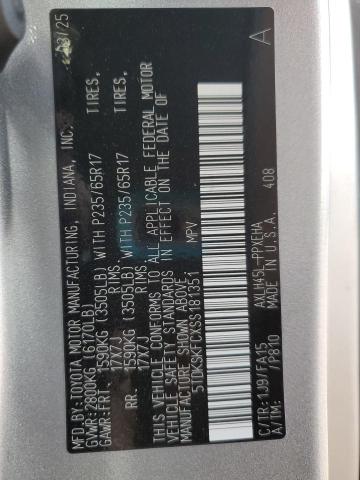 MFD.BY:TOYOTA MOTOR MANUFACTURING, INDIANA, INC. 03/25
GVWR:2800KG (6170LB)
GAWR:FRT 1590KG (3505LB) WITH P235/65R17 TIRES,
17X7J RIMS
RR. 1590KG (3505LB) WITH P235/65R17 TIRES,
17X7J RIMS
THIS VEHICLE CONFORMS TO ALL APPLICABLE FEDERAL MOTOR
VEHICLE SAFETY STANDARDS IN EFFECT ON THE DATE OF
MANUFACTURE SHOWN ABOVE.
5TDKSKFCXSS181351 MPV
A
C/TR:1J9/FA15 AXLH45L-PPXEHA 408
A/TM: /P810 MADE IN U.S.A.